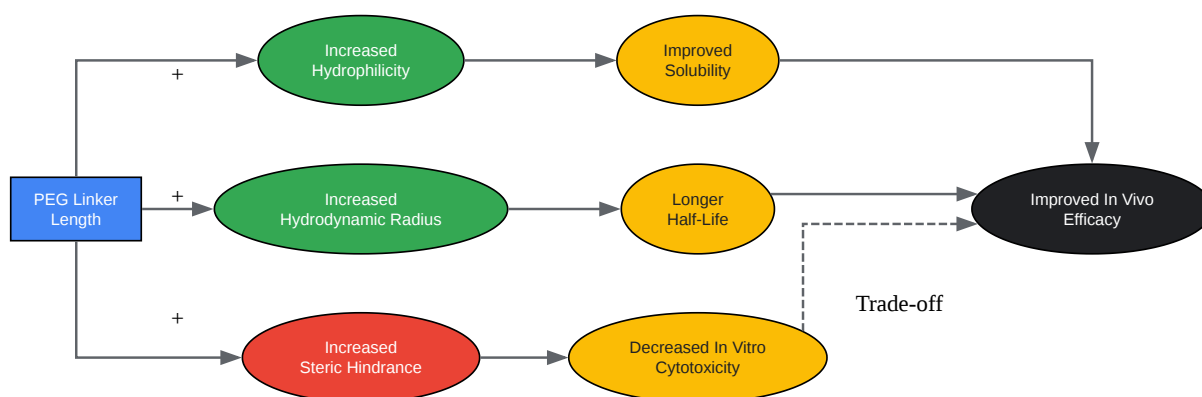 Increased
Hydrophilicity
Improved
Solubility
+
PEG Linker
Length
+
Increased
Hydrodynamic Radius
Longer
Half-Life
Improved In Vivo
Efficacy
+
Trade-off
Increased
Steric Hindrance
Decreased In Vitro
Cytotoxicity